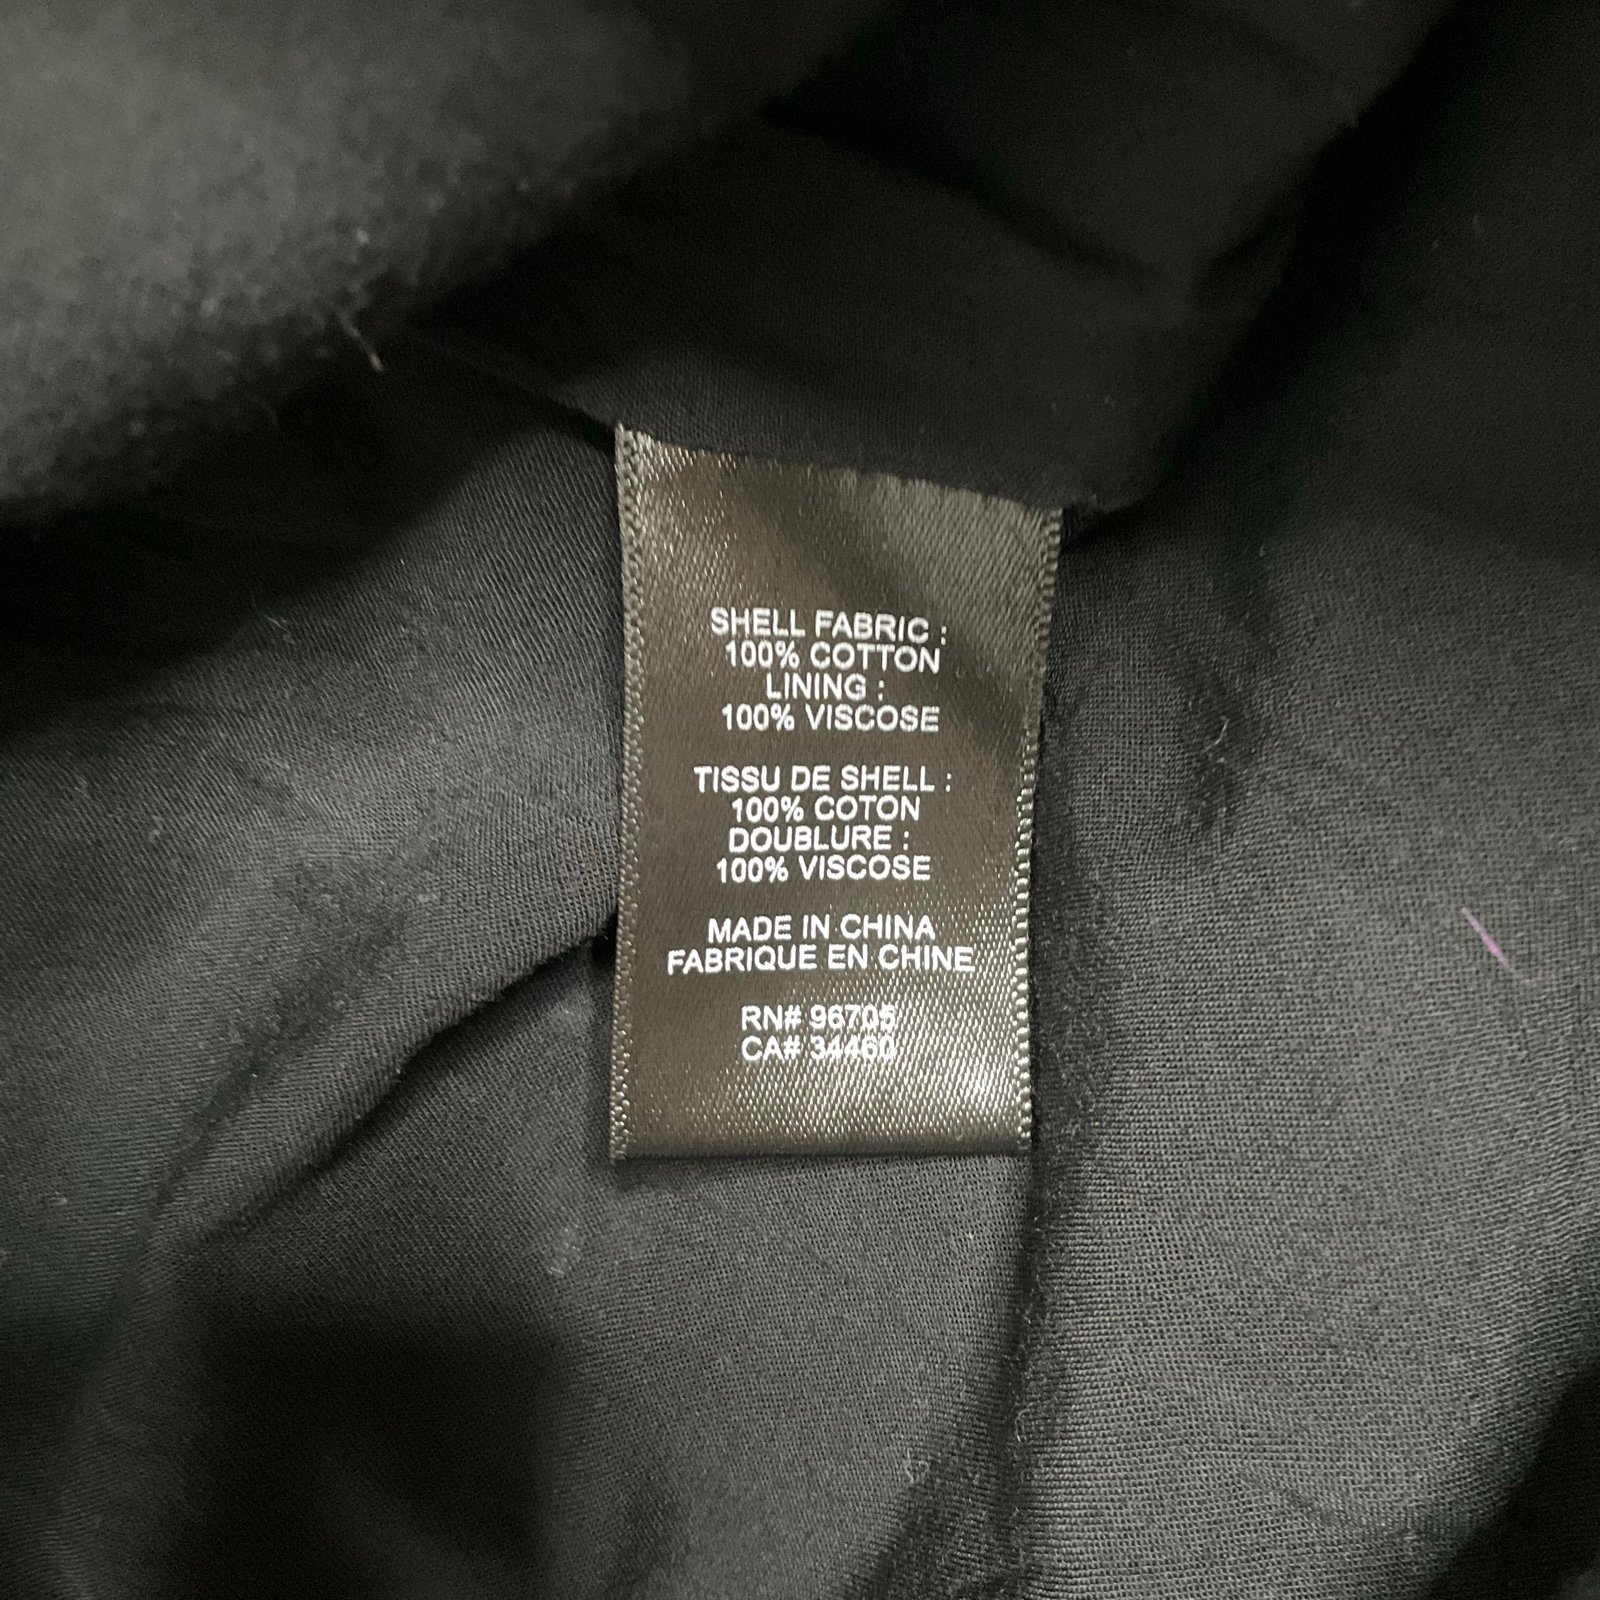 SHELL FABRIC :
100% COTTON
LINING :
100% VISCOSE
TISSU DE SHELL :
100% COTON
DOUBLURE :
100% VISCOSE
MADE IN CHINA
FABRIQUE EN CHINE
RN# 96705
CA# 34460